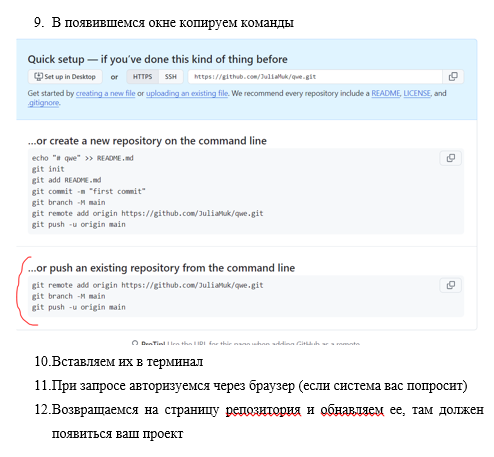 9. В появившемся окне копируем команды
Quick setup — if you’ve done this kind of thing before
Set up in Desktop or HTTPS SSH https://github.com/JuliaMuk/qwe.git
Get started by creating a new file or uploading an existing file. We recommend every repository include a README, LICENSE, and
.gitignore.
...or create a new repository on the command line
echo "# qwe" >> README.md
git init
git add README.md
git commit -m "first commit"
git branch -M main
git remote add origin https://github.com/JuliaMuk/qwe.git
git push -u origin main
...or push an existing repository from the command line
git remote add origin https://github.com/JuliaMuk/qwe.git
git branch -M main
git push -u origin main
ProTip! Use the URL for this page when adding GitHub as a remote.
10.Вставляем их в терминал
11.При запросе авторизуемся через браузер (если система вас попросит)
12.Возвращаемся на страницу репозитория и обнавляем ее, там должен
появиться ваш проект